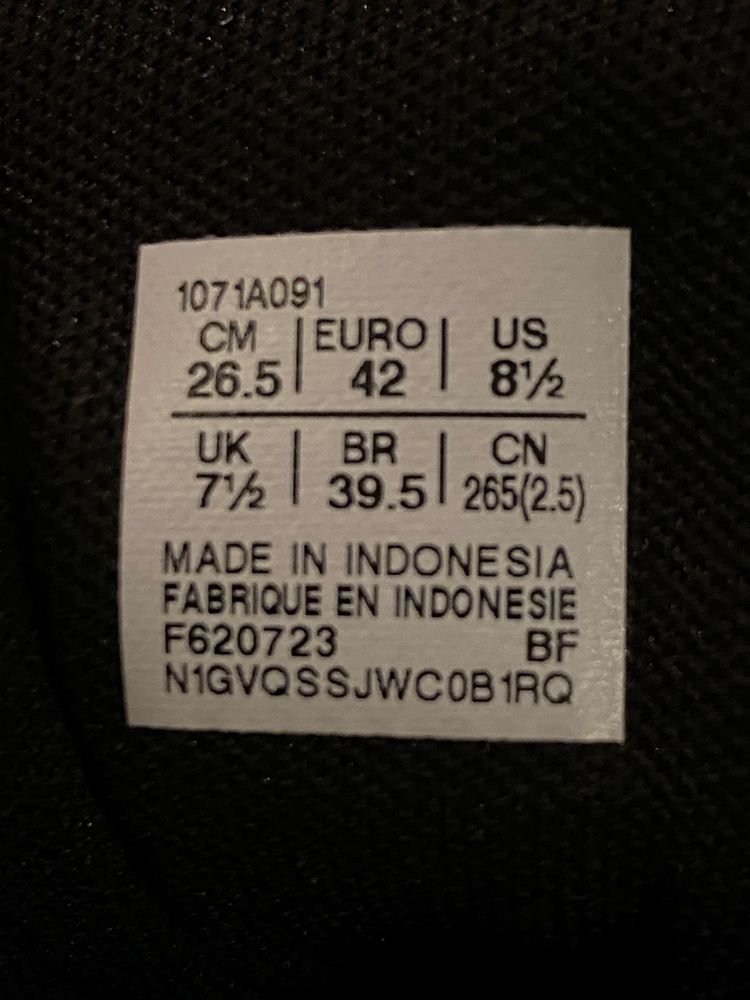 1071A091
CM | EURO | US
26.5 | 42 | 8½
UK | BR | CN
7½ | 39.5 | 265(2.5)
MADE IN INDONESIA
FABRIQUE EN INDONESIE
F620723 BF
N1GVQSSJWC0B1RQ